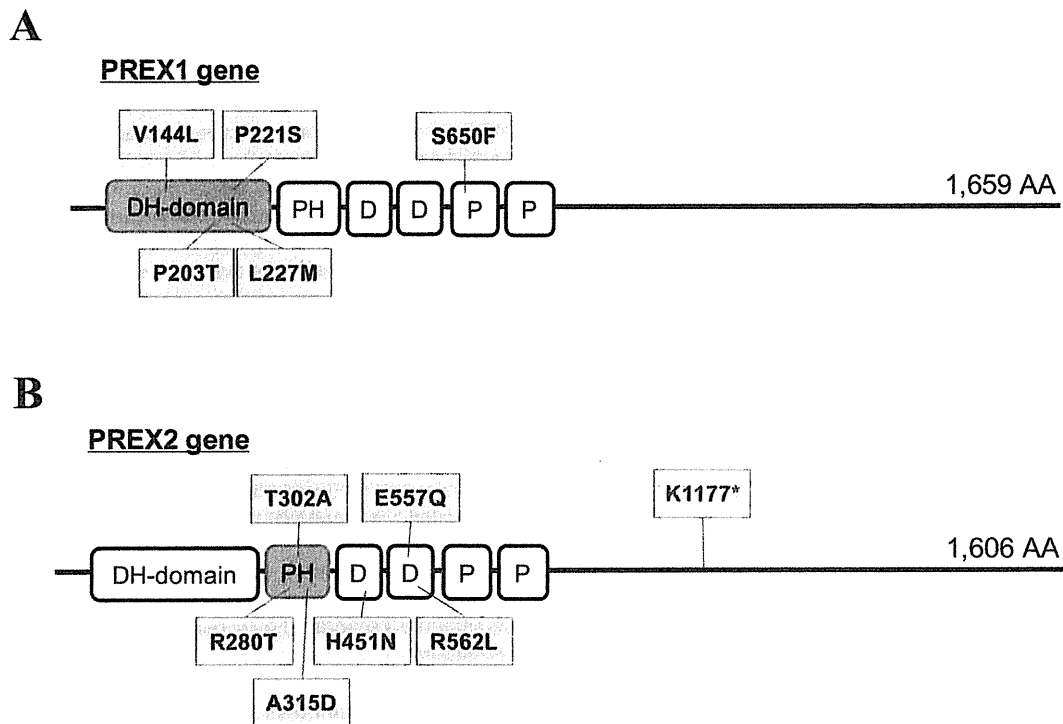 A
PREX1 gene
V144L P221S S650F
1,659 AA
DH-domain PH D D P P
P203T L227M
B
PREX2 gene
T302A E557Q K1177*
1,606 AA
DH-domain PH D D P P
R280T H451N R562L
A315D